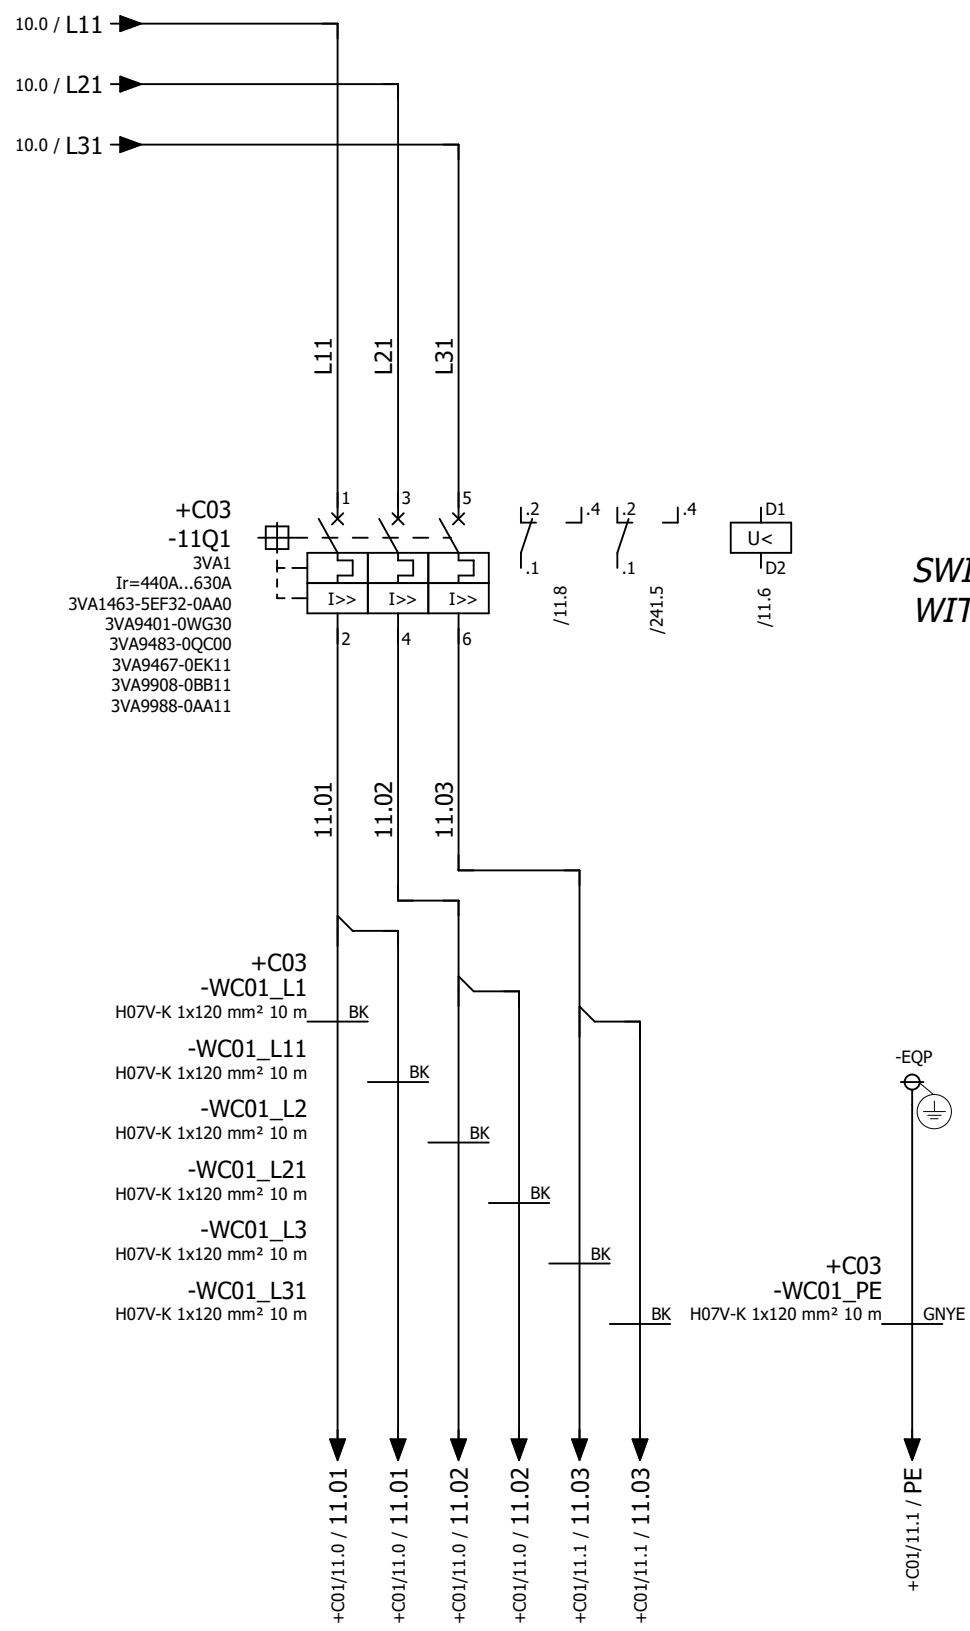 10.0 / L11
10.0 / L21
10.0 / L31
L11
L21
L31
+C03
-11Q1
3VA1
Ir=440A...630A
3VA1463-5EF32-0AA0
3VA9401-0WG30
3VA9483-0QC00
3VA9467-0EK11
3VA9908-0BB11
3VA9988-0AA11
1
3
5
I>>
I>>
I>>
2
4
6
.2
.4
.1
/11.8
.2
.4
.1
/241.5
D1
U<
D2
/11.6
SWI
WIT
11.01
11.02
11.03
+C03
-WC01_L1
H07V-K 1x120 mm² 10 m
BK
-WC01_L11
H07V-K 1x120 mm² 10 m
BK
-WC01_L2
H07V-K 1x120 mm² 10 m
BK
-WC01_L21
H07V-K 1x120 mm² 10 m
BK
-WC01_L3
H07V-K 1x120 mm² 10 m
BK
-WC01_L31
H07V-K 1x120 mm² 10 m
BK
-EQP
+C03
-WC01_PE
H07V-K 1x120 mm² 10 m
GNYE
+C01/11.0 / 11.01
+C01/11.0 / 11.01
+C01/11.0 / 11.02
+C01/11.0 / 11.02
+C01/11.1 / 11.03
+C01/11.1 / 11.03
+C01/11.1 / PE